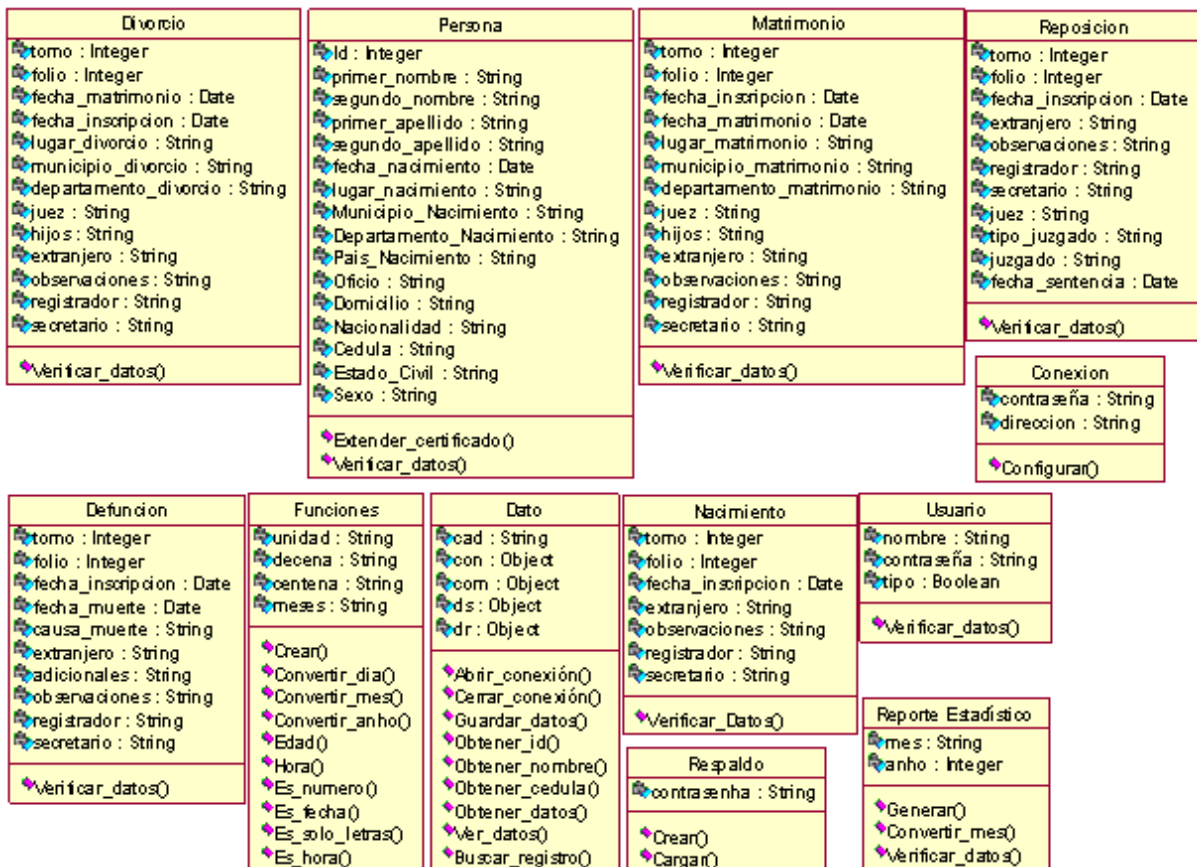 Divorcio
tomo : Integer
folio : Integer
fecha_matrimonio : Date
fecha_inscripcion : Date
lugar_divorcio : String
municipio_divorcio : String
departamento_divorcio : String
juez : String
hijos : String
extranjero : String
observaciones : String
registrador : String
secretario : String
Verificar_datos()
Persona
Id : Integer
primer_nombre : String
segundo_nombre : String
primer_apellido : String
segundo_apellido : String
fecha_nacimiento : Date
lugar_nacimiento : String
Municipio_Nacimiento : String
Departamento_Nacimiento : String
Pais_Nacimiento : String
Oficio : String
Domicilio : String
Nacionalidad : String
Cedula : String
Estado_Civil : String
Sexo : String
Extender_certificado()
Verificar_datos()
Matrimonio
tomo : Integer
folio : Integer
fecha_inscripcion : Date
fecha_matrimonio : Date
lugar_matrimonio : String
municipio_matrimonio : String
departamento_matrimonio : String
juez : String
hijos : String
extranjero : String
observaciones : String
registrador : String
secretario : String
Verificar_datos()
Reposicion
tomo : Integer
folio : Integer
fecha_inscripcion : Date
extranjero : String
observaciones : String
registrador : String
secretario : String
juez : String
tipo_juzgado : String
juzgado : String
fecha_sentencia : Date
Verificar_datos()
Conexion
contraseña : String
direccion : String
Configurar()
Defuncion
tomo : Integer
folio : Integer
fecha_inscripcion : Date
fecha_muerte : Date
causa_muerte : String
extranjero : String
adicionales : String
observaciones : String
registrador : String
secretario : String
Verificar_datos()
Funciones
unidad : String
decena : String
centena : String
meses : String
Crear()
Convertir_dia()
Convertir_mes()
Convertir_anho()
Edad()
Hora()
Es_numero()
Es_fecha()
Es_solo_letras()
Es_hora()
Dato
cad : String
con : Object
com : Object
ds : Object
dr : Object
Abrir_conexión()
Cerrar_conexión()
Guardar_datos()
Obtener_id()
Obtener_nombre()
Obtener_cedula()
Obtener_datos()
Ver_datos()
Buscar_registro()
Nacimiento
tomo : Integer
folio : Integer
fecha_inscripcion : Date
extranjero : String
observaciones : String
registrador : String
secretario : String
Verificar_Datos()
Respaldo
contrasenha : String
Crear()
Cargar()
Usuario
nombre : String
contraseña : String
tipo : Boolean
Verificar_datos()
Reporte Estadístico
mes : String
anho : Integer
Generar()
Convertir_mes()
Verificar_datos()